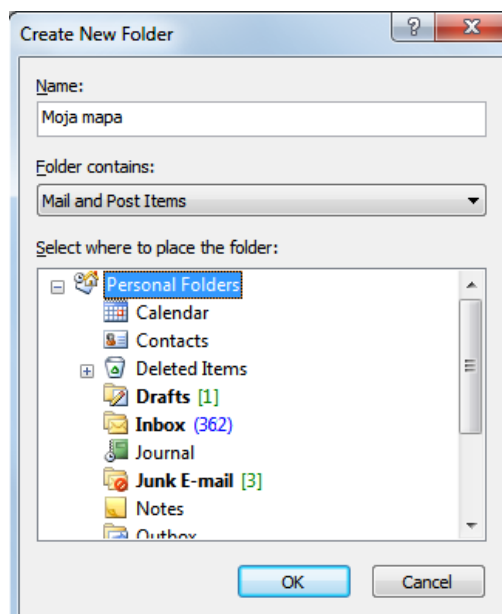 Create New Folder
Name:
Moja mapa
Folder contains:
Mail and Post Items
Select where to place the folder:
Personal Folders
Calendar
Contacts
Deleted Items
Drafts [1]
Inbox (362)
Journal
Junk E-mail [3]
Notes
Outbox
OK Cancel